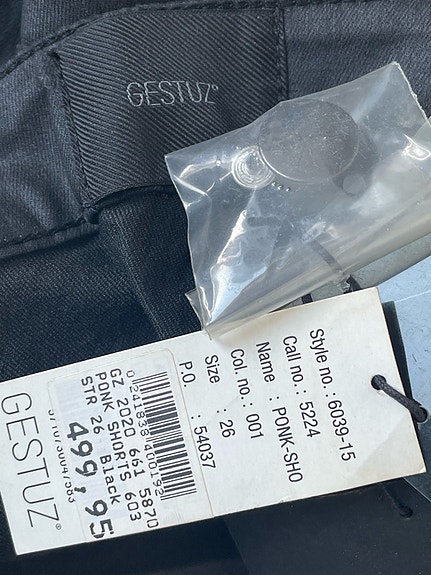 GESTUZ®
Style no.: 6039-15
Call no.: 5224
Name : PONK-SHO
Col. no.: 001
Size : 26
P.O. : 54037
GZ 2020 661 5870
PONK SHORTS 603
STR 26 Black
499,95
GESTUZ®